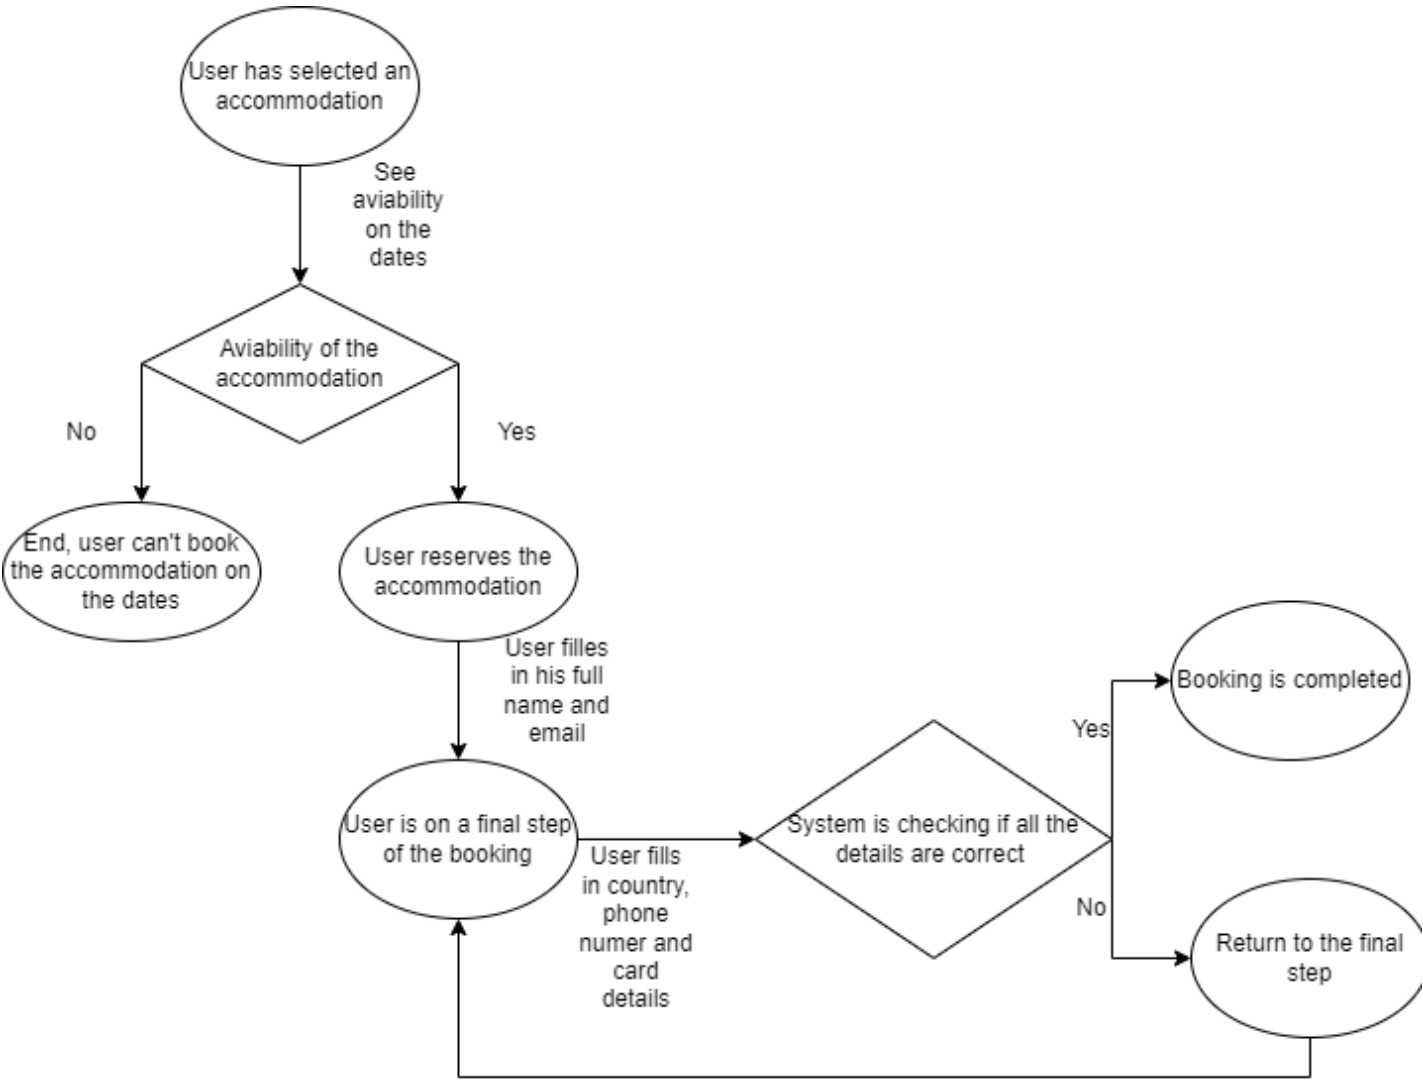 User has selected an
accommodation
See
aviability
on the
dates
Aviability of the
accommodation
No
Yes
End, user can't book
the accommodation on
the dates
User reserves the
accommodation
User filles
in his full
name and
email
User is on a final step
of the booking
User fills
in country,
phone
numer and
card
details
System is checking if all the
details are correct
Yes
Booking is completed
No
Return to the final
step